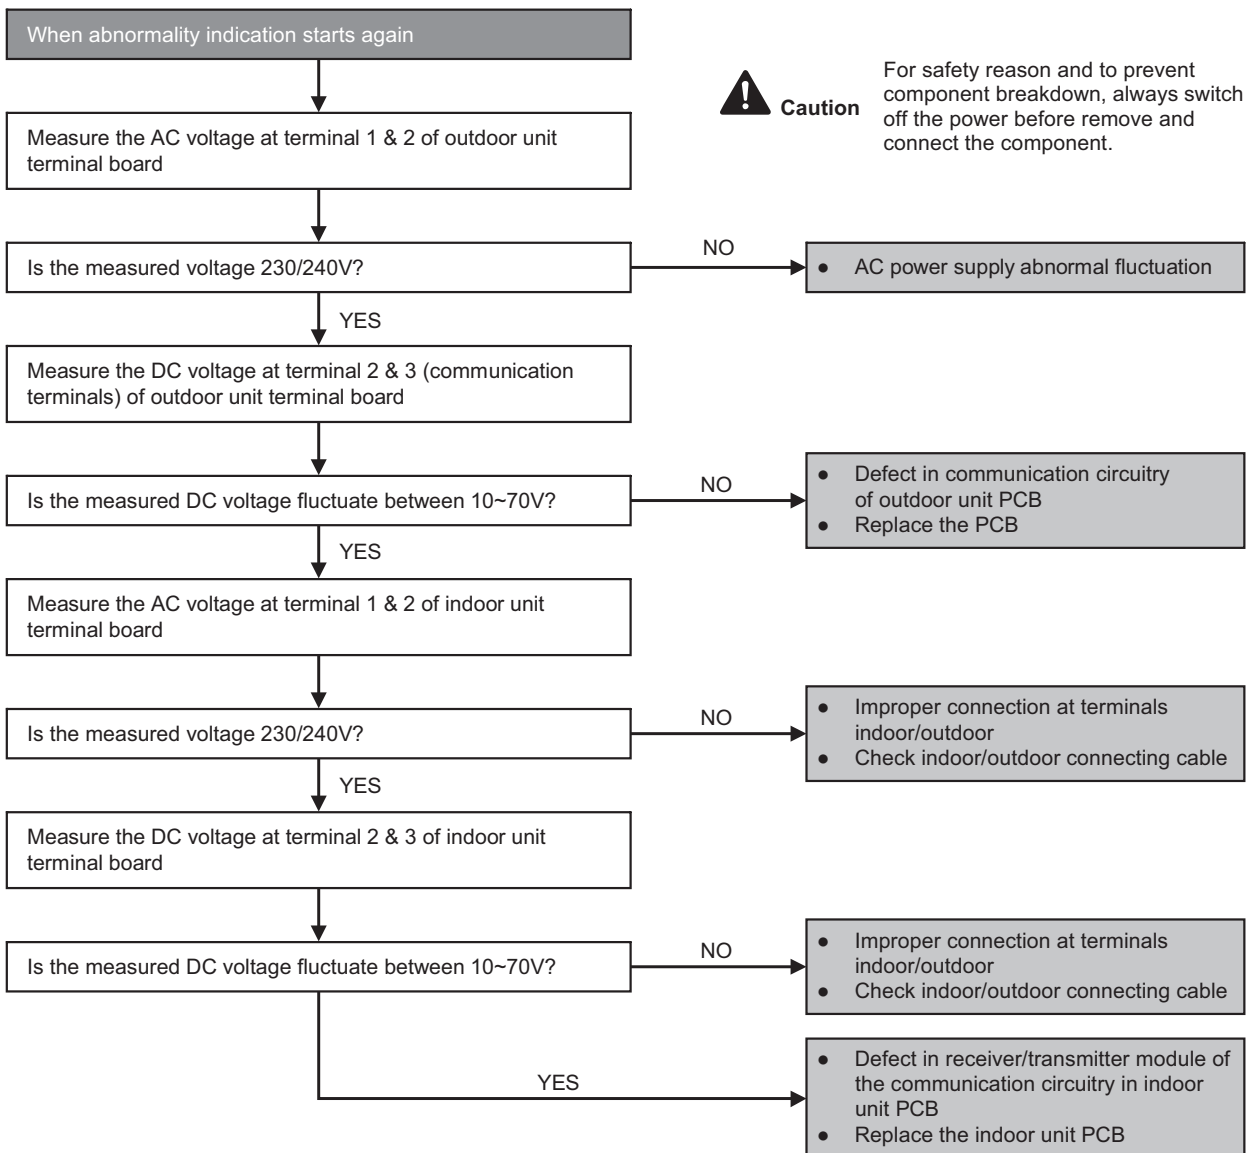 When abnormality indication starts again
For safety reason and to prevent
component breakdown, always switch
off the power before remove and
connect the component.
Caution
Measure the AC voltage at terminal 1 & 2 of outdoor unit
terminal board
Is the measured voltage 230/240V?
NO
● AC power supply abnormal fluctuation
YES
Measure the DC voltage at terminal 2 & 3 (communication
terminals) of outdoor unit terminal board
Is the measured DC voltage fluctuate between 10~70V?
NO
● Defect in communication circuitry
of outdoor unit PCB
● Replace the PCB
YES
Measure the AC voltage at terminal 1 & 2 of indoor unit
terminal board
Is the measured voltage 230/240V?
NO
● Improper connection at terminals
indoor/outdoor
● Check indoor/outdoor connecting cable
YES
Measure the DC voltage at terminal 2 & 3 of indoor unit
terminal board
Is the measured DC voltage fluctuate between 10~70V?
NO
● Improper connection at terminals
indoor/outdoor
● Check indoor/outdoor connecting cable
YES
● Defect in receiver/transmitter module of
the communication circuitry in indoor
unit PCB
● Replace the indoor unit PCB